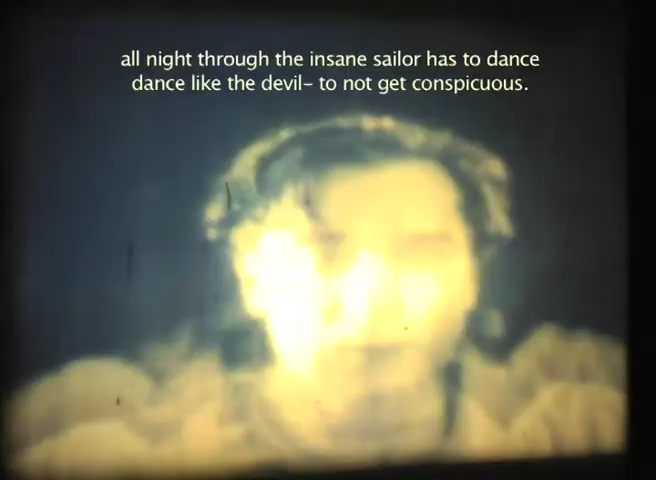 all night through the insane sailor has to dance
dance like the devil- to not get conspicuous.